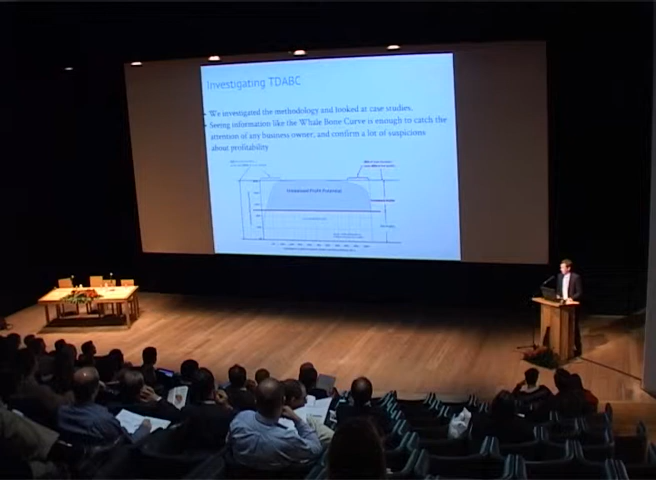 Investigating TDABC
We investigated the methodology and looked at case studies.
Seeing information like the Whale Bone Curve is enough to catch the
attention of any business owner, and confirm a lot of suspicions
about profitability
Unrealised Profit Potential